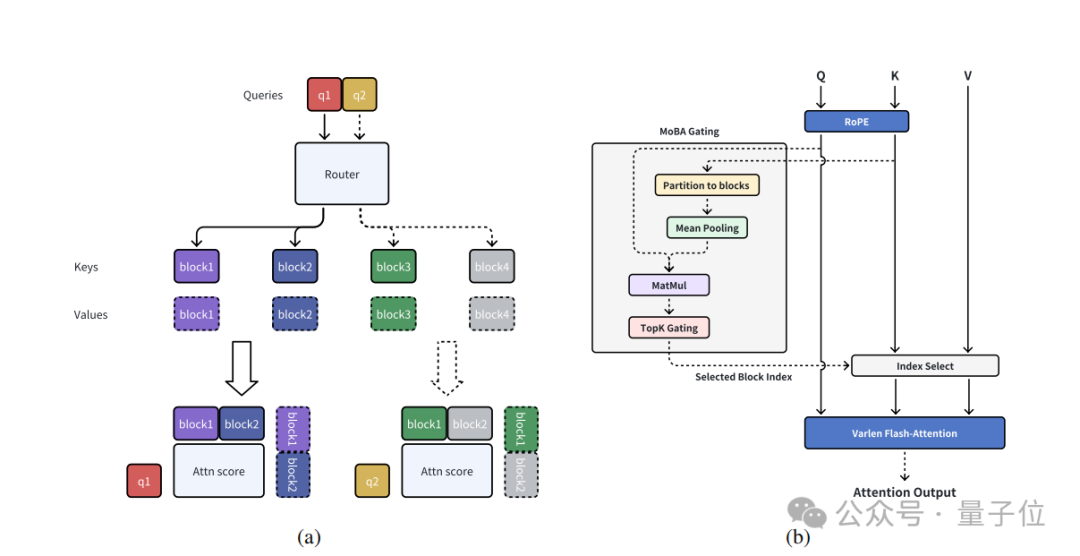 Queries
q1 q2
Router
Keys
block1 block2 block3 block4
Values
block1 block2 block3 block4
block1 block2
block1
block2
Attn score
q1
block1 block2
block1
block2
Attn score
q2
(a)
Q K V
RoPE
MoBA Gating
Partition to blocks
Mean Pooling
MatMul
TopK Gating
Selected Block Index
Index Select
Varlen Flash-Attention
Attention Output
(b)
公众号 · 量子位